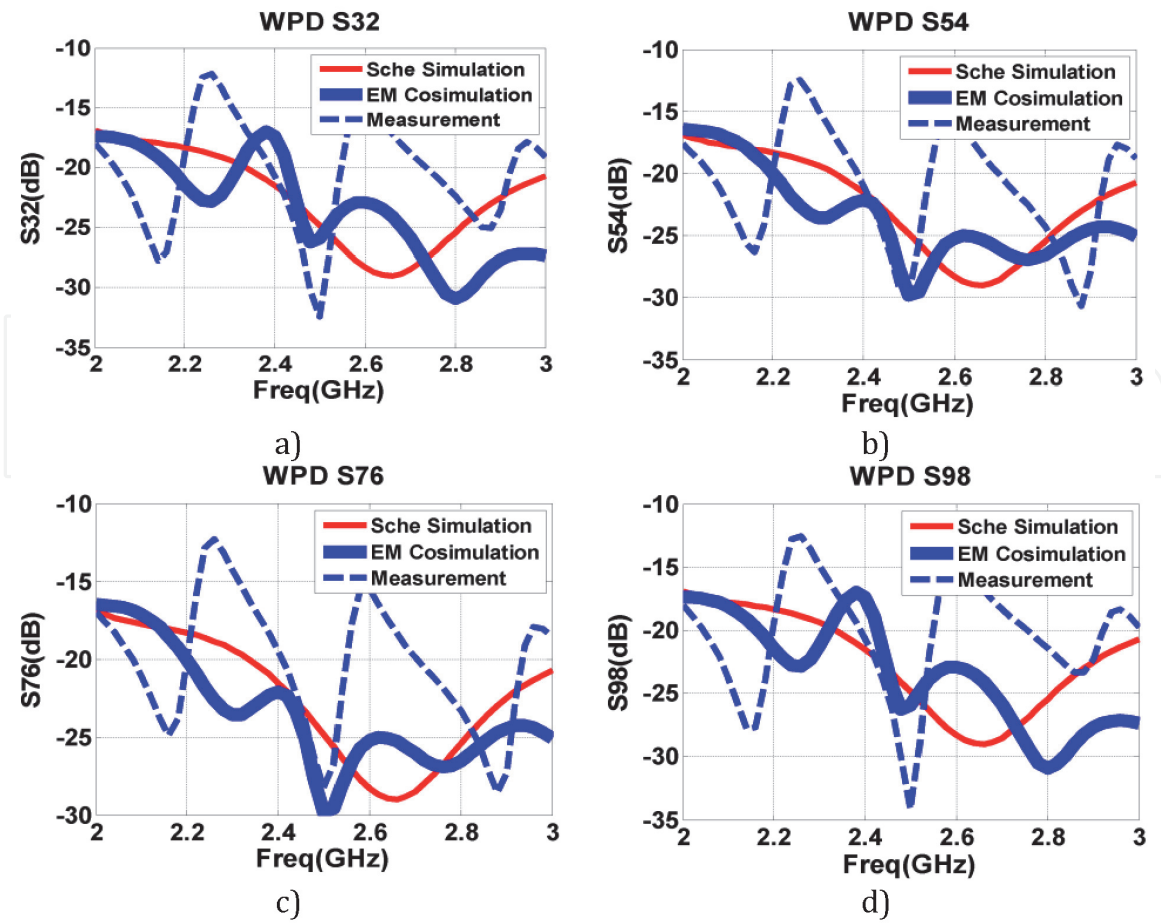 WPD S32
-10
-15
-20
-25
-30
-35
S32(dB)
Sche Simulation
EM Cosimulation
Measurement
2 2.2 2.4 2.6 2.8 3
Freq(GHz)
a)
WPD S54
-10
-15
-20
-25
-30
-35
S54(dB)
Sche Simulation
EM Cosimulation
Measurement
2 2.2 2.4 2.6 2.8 3
Freq(GHz)
b)
WPD S76
-10
-15
-20
-25
-30
S76(dB)
Sche Simulation
EM Cosimulation
Measurement
2 2.2 2.4 2.6 2.8 3
Freq(GHz)
c)
WPD S98
-10
-15
-20
-25
-30
-35
S98(dB)
Sche Simulation
EM Cosimulation
Measurement
2 2.2 2.4 2.6 2.8 3
Freq(GHz)
d)